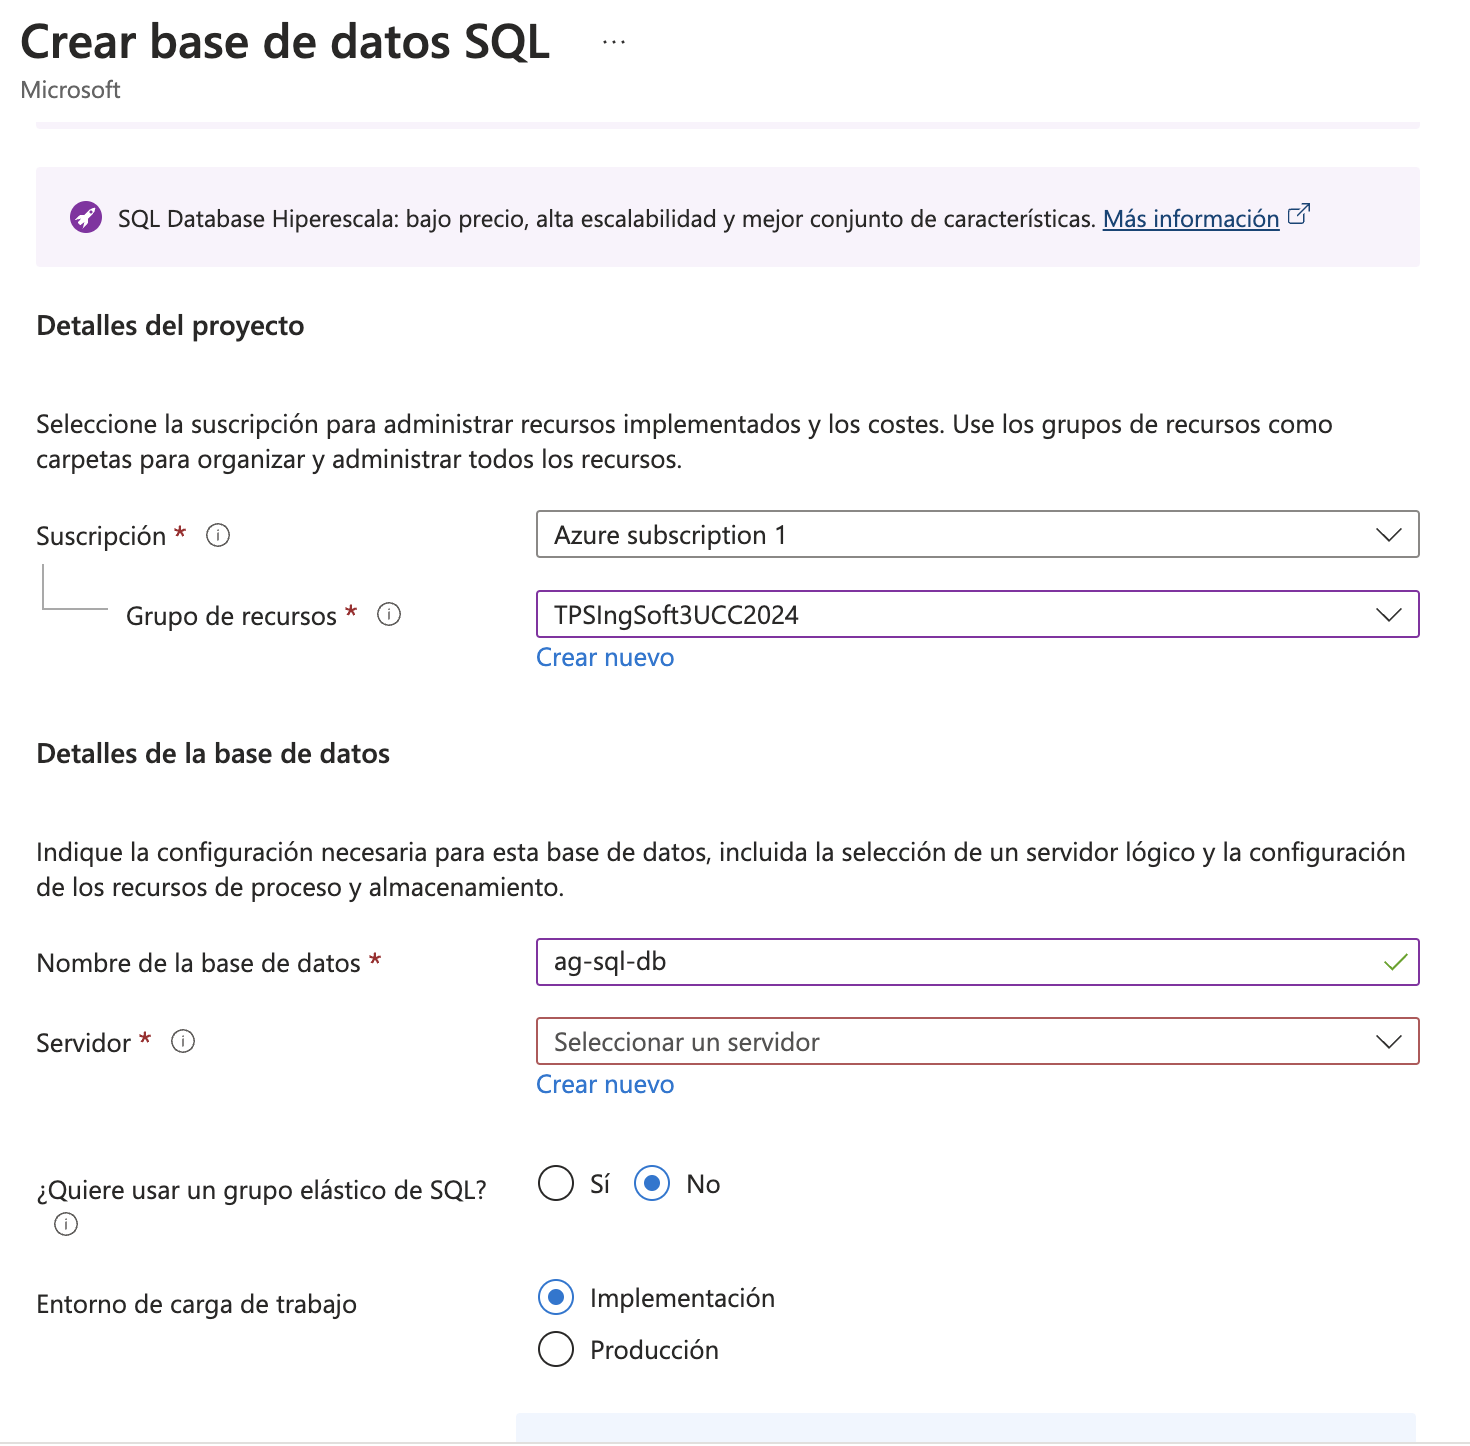 Crear base de datos SQL ...
Microsoft
SQL Database Hiperescala: bajo precio, alta escalabilidad y mejor conjunto de características. Más información
Detalles del proyecto
Seleccione la suscripción para administrar recursos implementados y los costes. Use los grupos de recursos como
carpetas para organizar y administrar todos los recursos.
Suscripción *
Azure subscription 1
Grupo de recursos *
TPSIngSoft3UCC2024
Crear nuevo
Detalles de la base de datos
Indique la configuración necesaria para esta base de datos, incluida la selección de un servidor lógico y la configuración
de los recursos de proceso y almacenamiento.
Nombre de la base de datos *
ag-sql-db
Servidor *
Seleccionar un servidor
Crear nuevo
¿Quiere usar un grupo elástico de SQL?
Sí No
Entorno de carga de trabajo
Implementación
Producción